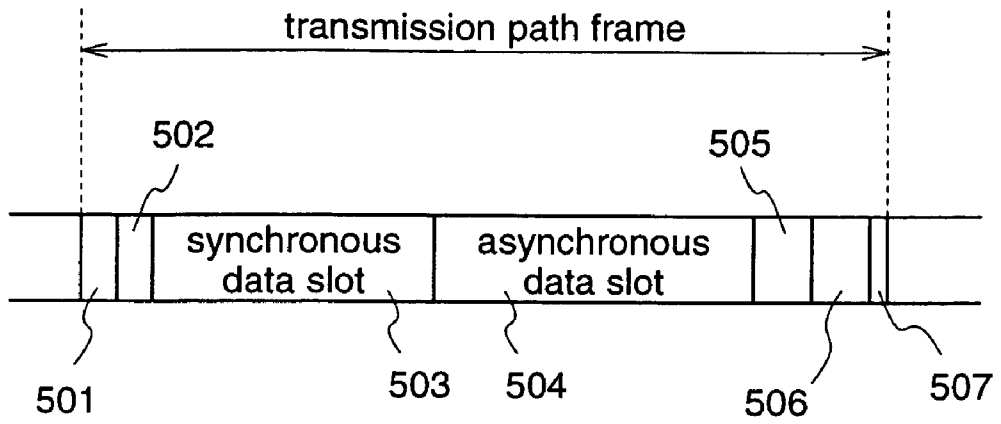 transmission path frame
502
505
synchronous
data slot
asynchronous
data slot
501
503
504
506
507